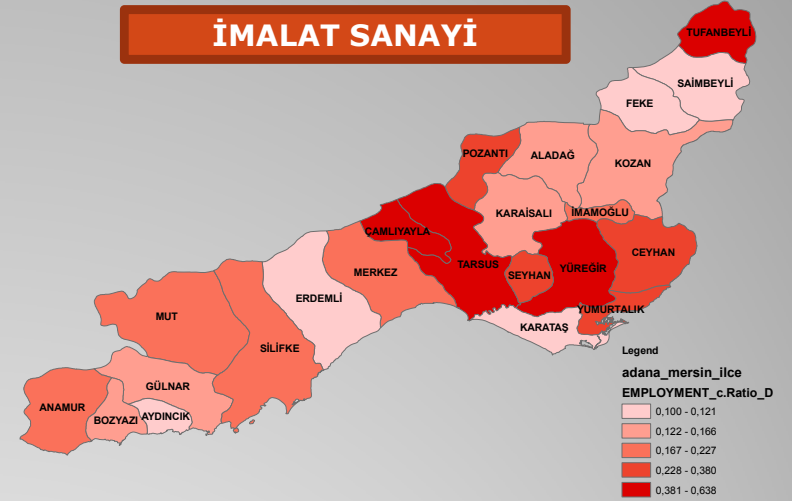 İMALAT SANAYİ
TUFANBEYLİ
SAİMBEYLİ
FEKE
POZANTI
ALADAĞ
KOZAN
KARAİSALI
İMAMOĞLU
ÇAMLIYAYLA
CEYHAN
MERKEZ
TARSUS
SEYHAN
YÜREĞİR
ERDEMLİ
YUMURTALIK
MUT
KARATAŞ
SİLİFKE
GÜLNAR
ANAMUR
BOZYAZI
AYDINCIK
Legend
adana_mersin_ilce
EMPLOYMENT_c.Ratio_D
0,100 - 0,121
0,122 - 0,166
0,167 - 0,227
0,228 - 0,380
0,381 - 0,638